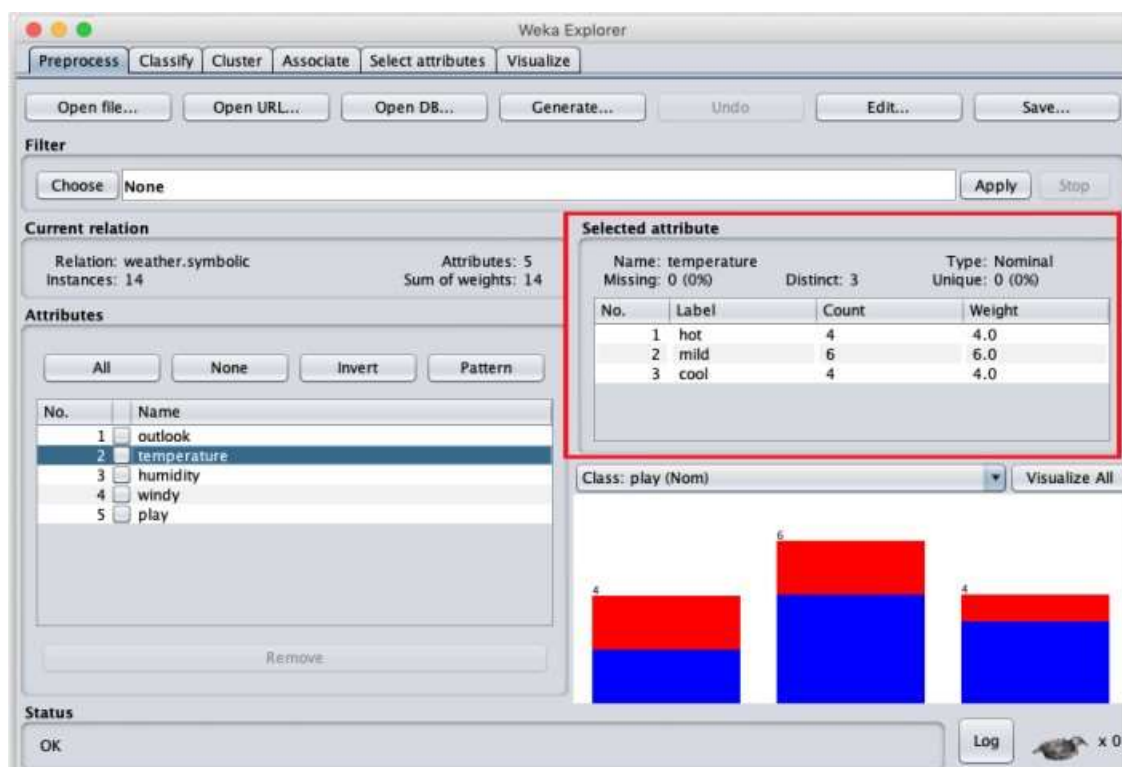 Weka Explorer
Preprocess Classify Cluster Associate Select attributes Visualize
Open file... Open URL... Open DB... Generate... Undo Edit... Save...
Filter
Choose None Apply Stop
Current relation
Relation: weather.symbolic Attributes: 5
Instances: 14 Sum of weights: 14
Selected attribute
Name: temperature Type: Nominal
Missing: 0 (0%) Distinct: 3 Unique: 0 (0%)
No. Label Count Weight
1 hot 4 4.0
2 mild 6 6.0
3 cool 4 4.0
Attributes
All None Invert Pattern
No. Name
1 outlook
2 temperature
3 humidity
4 windy
5 play
Remove
Class: play (Nom) Visualize All
4 6 4
Status
OK Log x 0